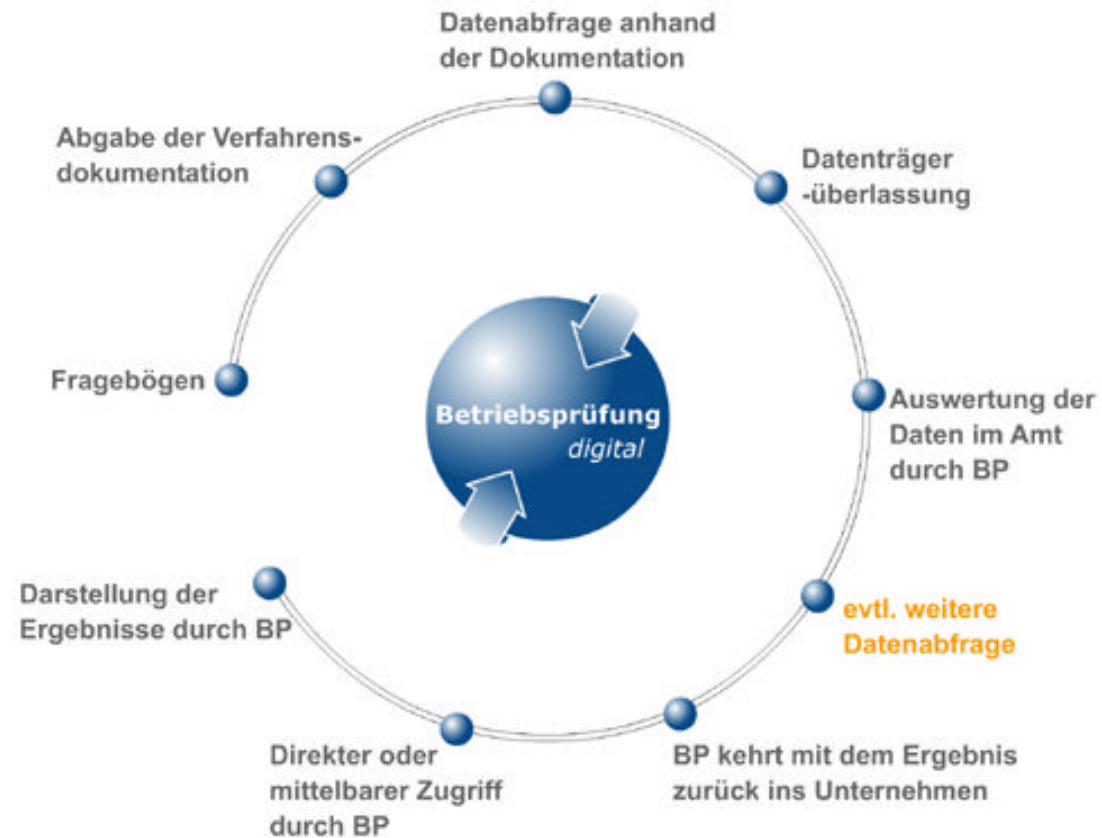 Datenabfrage anhand
der Dokumentation
Abgabe der Verfahrens-
dokumentation
Datenträger
-überlassung
Fragebögen
Betriebsprüfung
digital
Auswertung der
Daten im Amt
durch BP
evtl. weitere
Datenabfrage
BP kehrt mit dem Ergebnis
zurück ins Unternehmen
Direkter oder
mittelbarer Zugriff
durch BP
Darstellung der
Ergebnisse durch BP